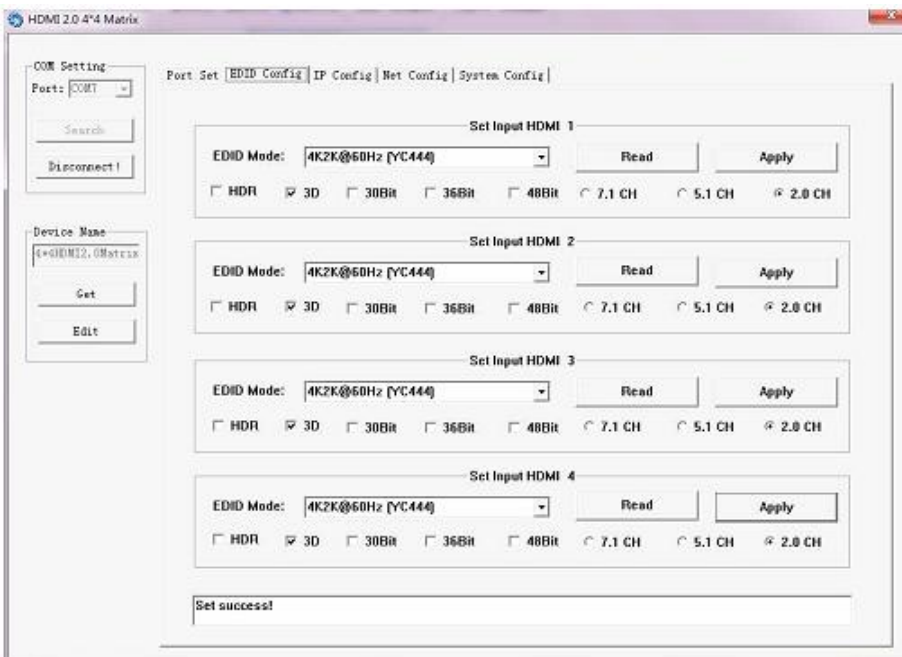 HDMI 2.0 4*4 Matrix
COM Setting
Port: COM7
Search
Disconnect!
Device Name
4*4HDMI2.0Matrix
Get
Edit
Port Set EDID Config IP Config Net Config System Config
Set Input HDMI 1
EDID Mode: 4K2K@60Hz (YC444) Read Apply
HDR 3D 30Bit 36Bit 48Bit 7.1 CH 5.1 CH 2.0 CH
Set Input HDMI 2
EDID Mode: 4K2K@60Hz (YC444) Read Apply
HDR 3D 30Bit 36Bit 48Bit 7.1 CH 5.1 CH 2.0 CH
Set Input HDMI 3
EDID Mode: 4K2K@60Hz (YC444) Read Apply
HDR 3D 30Bit 36Bit 48Bit 7.1 CH 5.1 CH 2.0 CH
Set Input HDMI 4
EDID Mode: 4K2K@60Hz (YC444) Read Apply
HDR 3D 30Bit 36Bit 48Bit 7.1 CH 5.1 CH 2.0 CH
Set success!